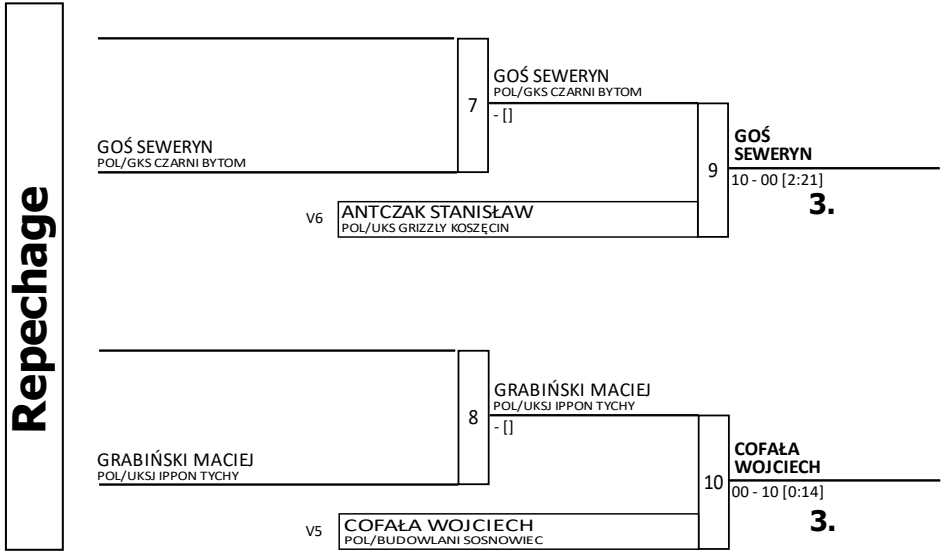 Repechage
GOŚ SEWERYN
POL/GKS CZARNI BYTOM
7
GOŚ SEWERYN
POL/GKS CZARNI BYTOM
- []
V6
ANTCZAK STANISŁAW
POL/UKS GRIZZLY KOSZĘCIN
9
GOŚ
SEWERYN
10 - 00 [2:21]
3.
GRABIŃSKI MACIEJ
POL/UKSJ IPPON TYCHY
8
GRABIŃSKI MACIEJ
POL/UKSJ IPPON TYCHY
- []
V5
COFAŁA WOJCIECH
POL/BUDOWLANI SOSNOWIEC
10
COFAŁA
WOJCIECH
00 - 10 [0:14]
3.